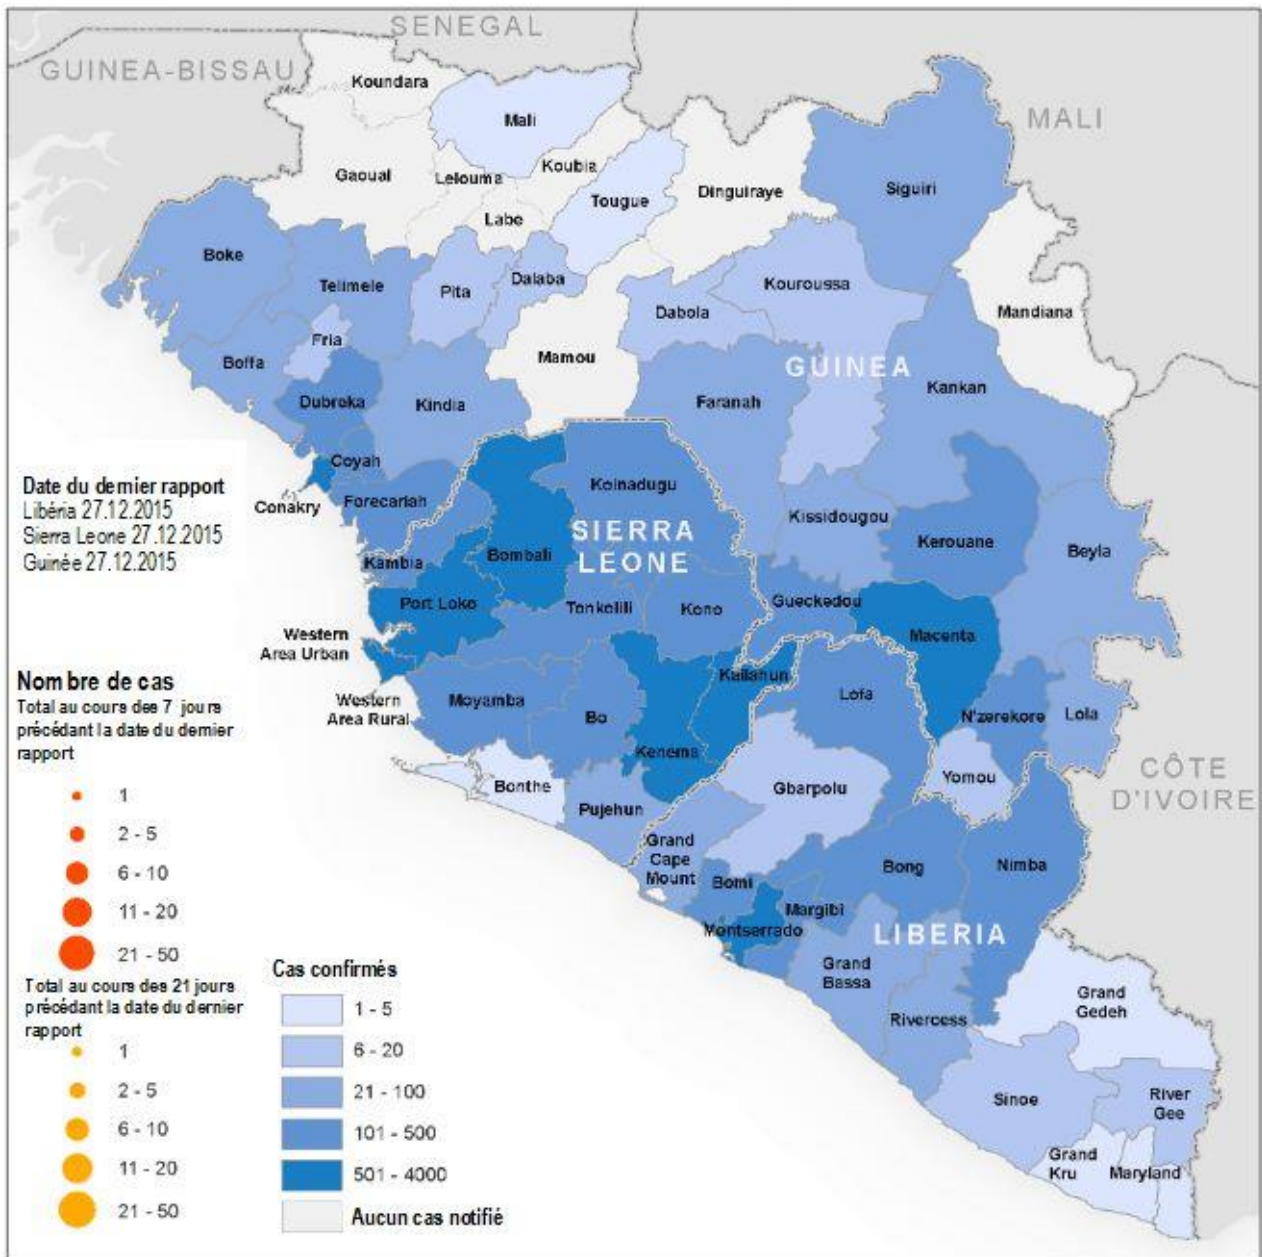 SENEGAL
GUINEA-BISSAU
MALI
Koundara
Mali
Gaoual
Lelouma
Koubia
Labe
Tougue
Dinguiraye
Siguiri
Boke
Telimele
Pita
Dalaba
Kouroussa
Dabola
Mandiana
Fria
Boffa
Mamou
GUINEA
Kankan
Dubreka
Kindia
Faranah
Coyah
Conakry
Forecariah
Koinadugu
Kissidougou
Kerouane
Beyla
SIERRA
LEONE
Kambia
Bombali
Port Loko
Tonkolili
Kono
Gueckedou
Macenta
Western
Area Urban
Western
Area Rural
Moyamba
Bo
Kailahun
Kenema
Lofa
N'zerekore
Lola
Yomou
Bonthe
Pujehun
Gbarpolu
CÔTE
D'IVOIRE
Grand
Cape
Mount
Bomi
Bong
Nimba
Margibi
Montserrado
LIBERIA
Grand
Bassa
Rivercess
Grand
Gedeh
Sinoe
River
Gee
Grand
Kru
Maryland
Date du dernier rapport
Libéria 27.12.2015
Sierra Leone 27.12.2015
Guinée 27.12.2015
Nombre de cas
Total au cours des 7 jours
précédant la date du dernier
rapport
1
2 - 5
6 - 10
11 - 20
21 - 50
Total au cours des 21 jours
précédant la date du dernier
rapport
1
2 - 5
6 - 10
11 - 20
21 - 50
Cas confirmés
1 - 5
6 - 20
21 - 100
101 - 500
501 - 4000
Aucun cas notifié